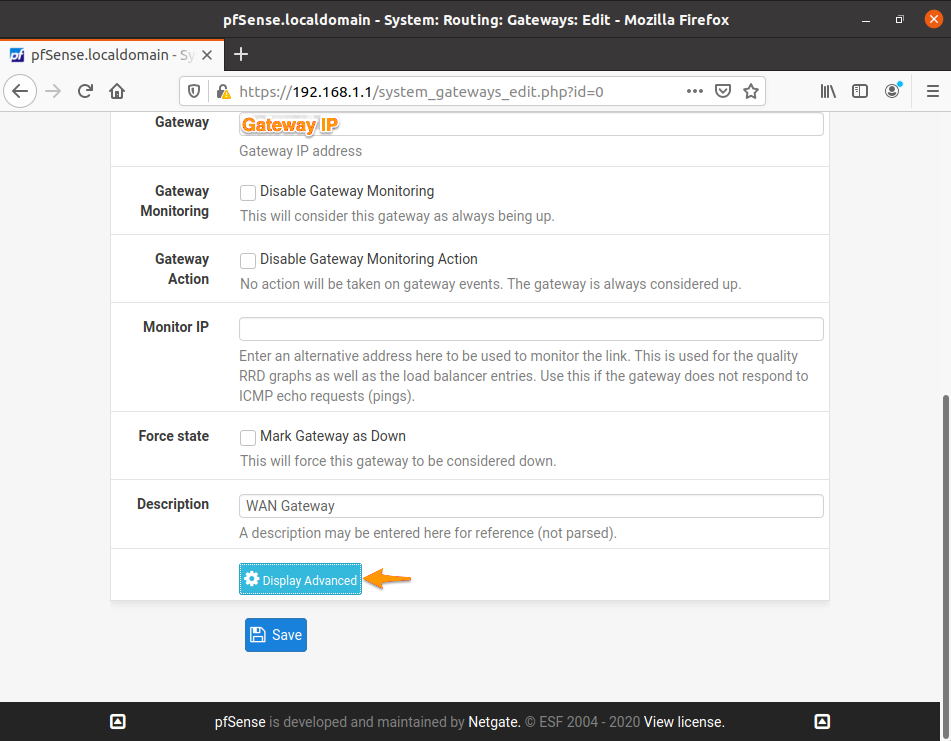 pfSense.localdomain - System: Routing: Gateways: Edit - Mozilla Firefox
pfSense.localdomain - Sy
https://192.168.1.1/system_gateways_edit.php?id=0
Gateway
Gateway IP
Gateway IP address
Gateway Monitoring
Disable Gateway Monitoring
This will consider this gateway as always being up.
Gateway Action
Disable Gateway Monitoring Action
No action will be taken on gateway events. The gateway is always considered up.
Monitor IP
Enter an alternative address here to be used to monitor the link. This is used for the quality
RRD graphs as well as the load balancer entries. Use this if the gateway does not respond to
ICMP echo requests (pings).
Force state
Mark Gateway as Down
This will force this gateway to be considered down.
Description
WAN Gateway
A description may be entered here for reference (not parsed).
Display Advanced
Save
pfSense is developed and maintained by Netgate. © ESF 2004 - 2020 View license.